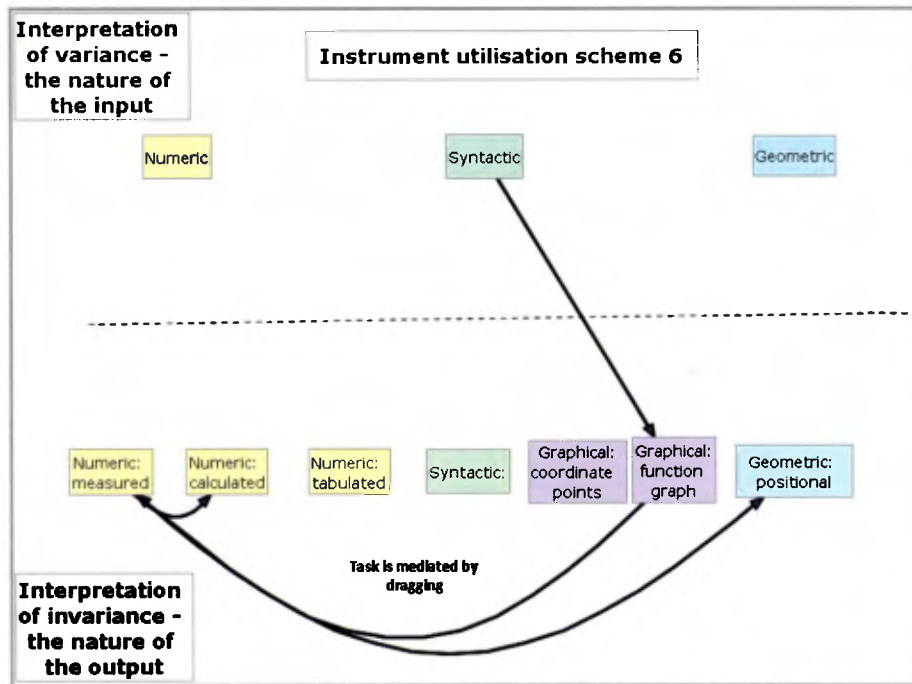 Interpretation
of variance -
the nature of
the input
Instrument utilisation scheme 6
Numeric
Syntactic
Geometric
Numeric:
measured
Numeric:
calculated
Numeric:
tabulated
Syntactic:
Graphical:
coordinate
points
Graphical:
function
graph
Geometric:
positional
Task is mediated by
dragging
Interpretation
of invariance -
the nature of
the output